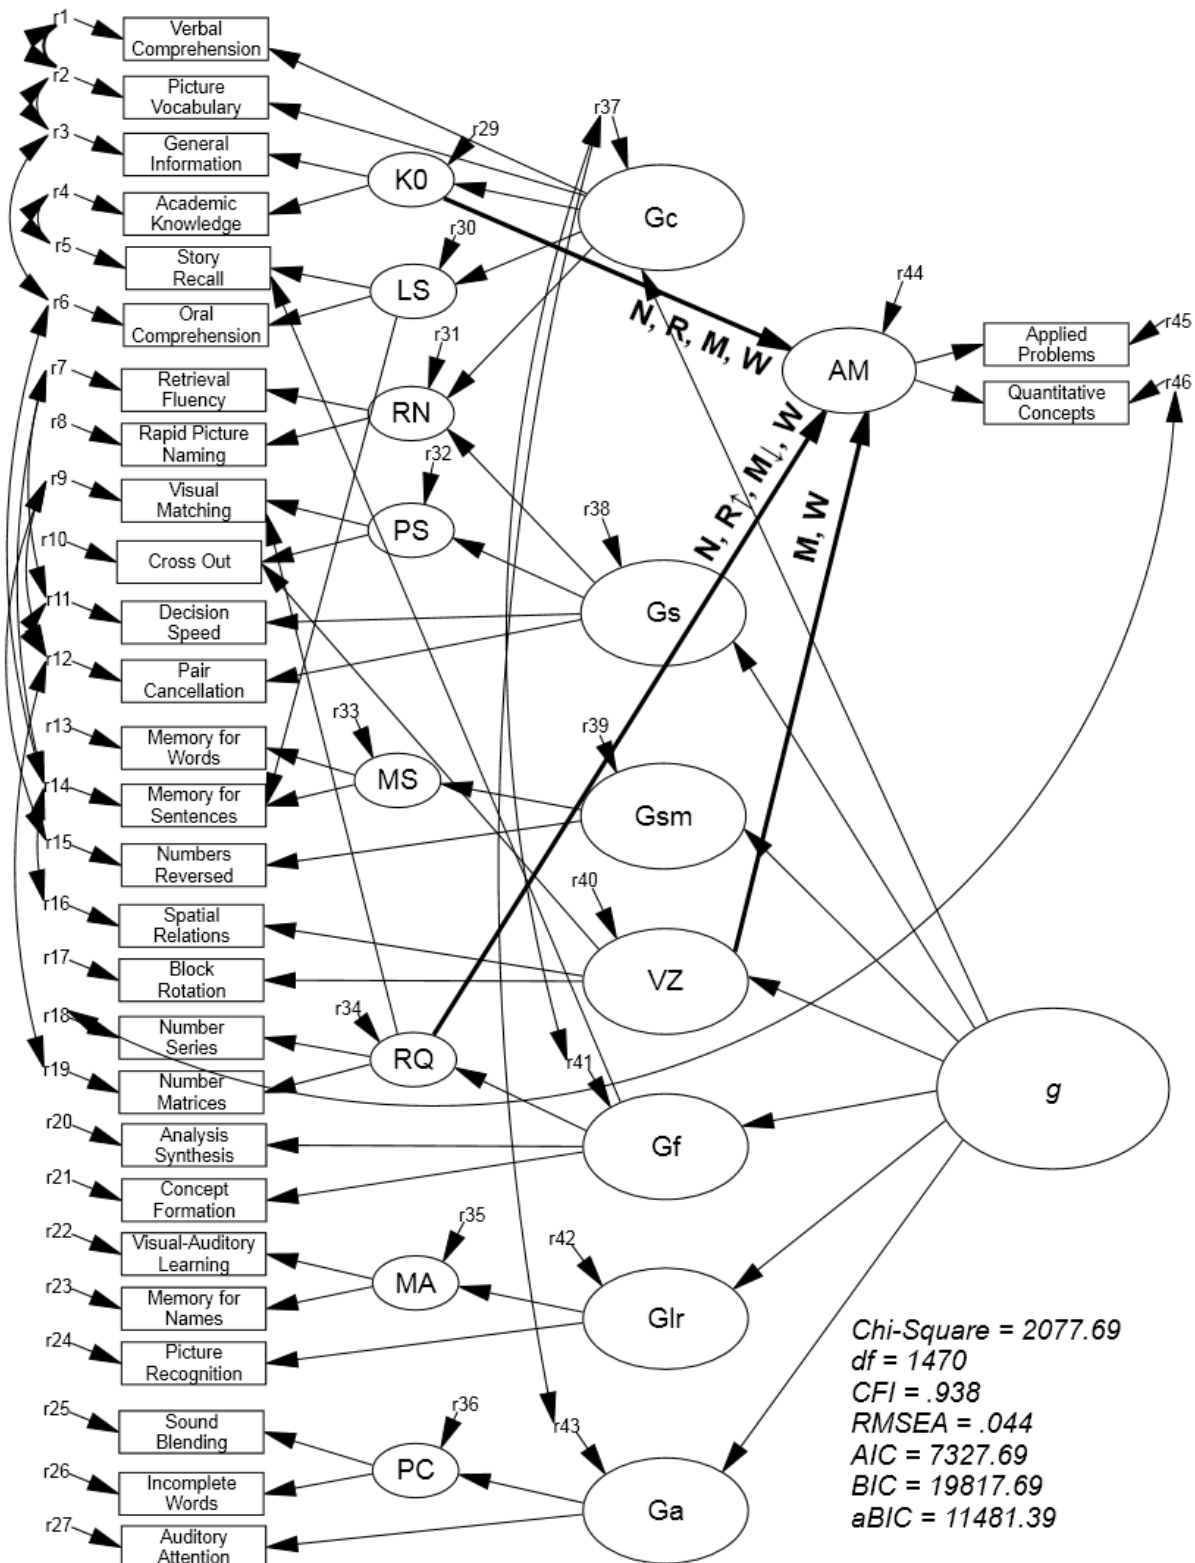 r1
Verbal
Comprehension
r2
Picture
Vocabulary
r3
General
Information
r4
Academic
Knowledge
r5
Story
Recall
r6
Oral
Comprehension
r7
Retrieval
Fluency
r8
Rapid Picture
Naming
r9
Visual
Matching
r10
Cross Out
r11
Decision
Speed
r12
Pair
Cancellation
r13
Memory for
Words
r14
Memory for
Sentences
r15
Numbers
Reversed
r16
Spatial
Relations
r17
Block
Rotation
r18
Number
Series
r19
Number
Matrices
r20
Analysis
Synthesis
r21
Concept
Formation
r22
Visual-Auditory
Learning
r23
Memory for
Names
r24
Picture
Recognition
r25
Sound
Blending
r26
Incomplete
Words
r27
Auditory
Attention
r29
K0
r30
LS
r31
RN
r32
PS
r33
MS
r34
RQ
r35
MA
r36
PC
r37
Gc
r38
Gs
r39
Gsm
r40
VZ
r41
Gf
r42
Glr
r43
Ga
N, R, M, W
N, R↑, M↓, W
M, W
r44
AM
r45
Applied
Problems
r46
Quantitative
Concepts
g
Chi-Square = 2077.69
df = 1470
CFI = .938
RMSEA = .044
AIC = 7327.69
BIC = 19817.69
aBIC = 11481.39